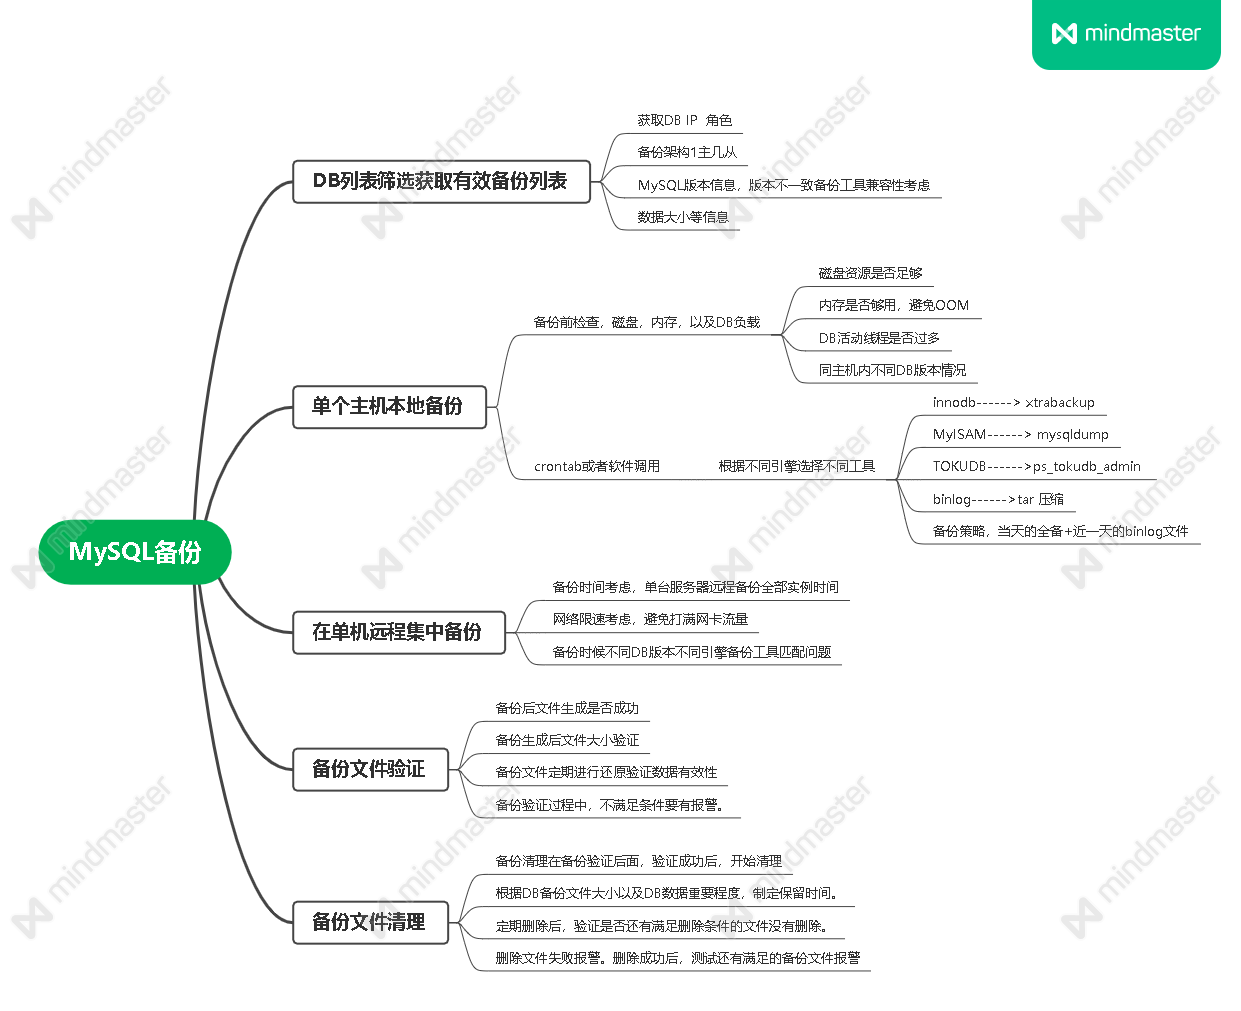 mindmaster
MySQL备份
DB列表筛选获取有效备份列表
获取DB IP 角色
备份架构1主几从
MySQL版本信息，版本不一致备份工具兼容性考虑
数据大小等信息
单个主机本地备份
备份前检查，磁盘，内存，以及DB负载
磁盘资源是否足够
内存是否够用，避免OOM
DB活动线程是否过多
同主机内不同DB版本情况
crontab或者软件调用
根据不同引擎选择不同工具
innodb------> xtrabackup
MyISAM------> mysqldump
TOKUDB------>ps_tokudb_admin
binlog------>tar 压缩
备份策略，当天的全备+近一天的binlog文件
在单机远程集中备份
备份时间考虑，单台服务器远程备份全部实例时间
网络限速考虑，避免打满网卡流量
备份时候不同DB版本不同引擎备份工具匹配问题
备份文件验证
备份后文件生成是否成功
备份生成后文件大小验证
备份文件定期进行还原验证数据有效性
备份验证过程中，不满足条件要有报警。
备份文件清理
备份清理在备份验证后面，验证成功后，开始清理
根据DB备份文件大小以及DB数据重要程度，制定保留时间。
定期删除后，验证是否还有满足删除条件的文件没有删除。
删除文件失败报警。删除成功后，测试还有满足的备份文件报警